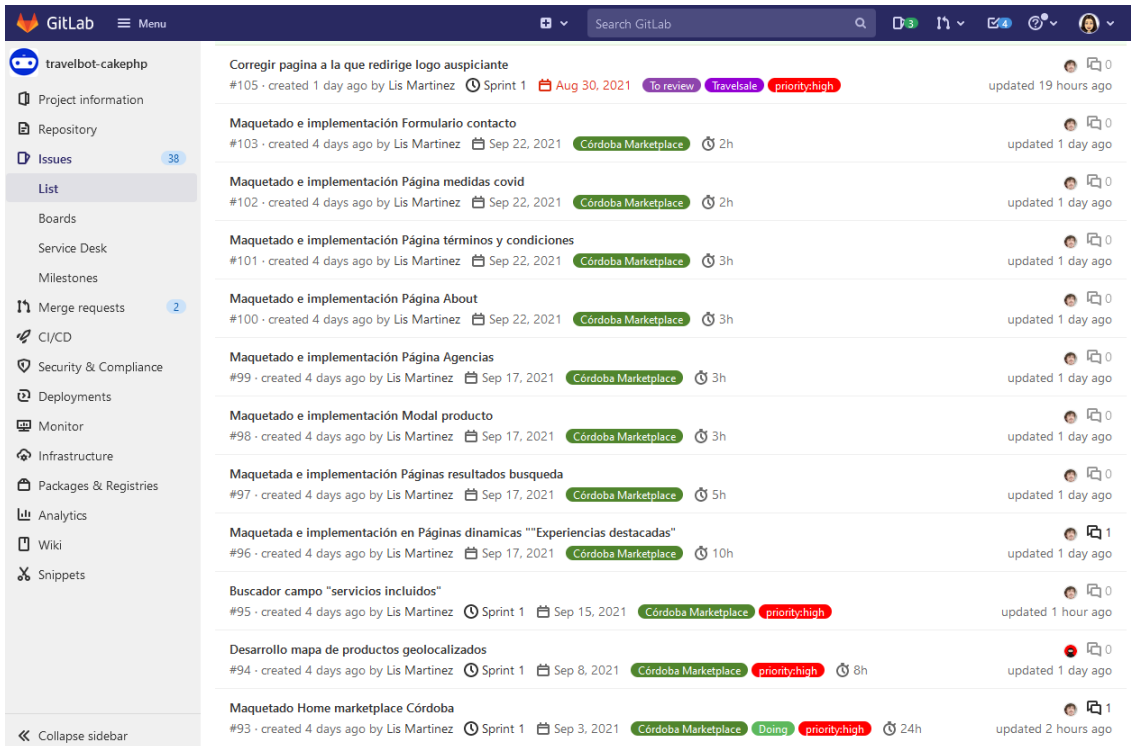 GitLab Menu Search GitLab 3 4
travelbot-cakephp
Project information
Repository
Issues 38
List
Boards
Service Desk
Milestones
Merge requests 2
CI/CD
Security & Compliance
Deployments
Monitor
Infrastructure
Packages & Registries
Analytics
Wiki
Snippets
Collapse sidebar
Corregir pagina a la que redirige logo auspiciante 0
#105 · created 1 day ago by Lis Martinez Sprint 1 Aug 30, 2021 To review Travelsale priority:high updated 19 hours ago
Maquetado e implementación Formulario contacto 0
#103 · created 4 days ago by Lis Martinez Sep 22, 2021 Córdoba Marketplace 2h updated 1 day ago
Maquetado e implementación Página medidas covid 0
#102 · created 4 days ago by Lis Martinez Sep 22, 2021 Córdoba Marketplace 2h updated 1 day ago
Maquetado e implementación Página términos y condiciones 0
#101 · created 4 days ago by Lis Martinez Sep 22, 2021 Córdoba Marketplace 3h updated 1 day ago
Maquetado e implementación Página About 0
#100 · created 4 days ago by Lis Martinez Sep 22, 2021 Córdoba Marketplace 3h updated 1 day ago
Maquetado e implementación Página Agencias 0
#99 · created 4 days ago by Lis Martinez Sep 17, 2021 Córdoba Marketplace 3h updated 1 day ago
Maquetado e implementación Modal producto 0
#98 · created 4 days ago by Lis Martinez Sep 17, 2021 Córdoba Marketplace 3h updated 1 day ago
Maquetada e implementación Páginas resultados busqueda 0
#97 · created 4 days ago by Lis Martinez Sep 17, 2021 Córdoba Marketplace 5h updated 1 day ago
Maquetada e implementación en Páginas dinamicas ""Experiencias destacadas" 1
#96 · created 4 days ago by Lis Martinez Sep 17, 2021 Córdoba Marketplace 10h updated 1 day ago
Buscador campo "servicios incluidos" 0
#95 · created 4 days ago by Lis Martinez Sprint 1 Sep 15, 2021 Córdoba Marketplace priority:high updated 1 hour ago
Desarrollo mapa de productos geolocalizados 0
#94 · created 4 days ago by Lis Martinez Sprint 1 Sep 8, 2021 Córdoba Marketplace priority:high 8h updated 1 day ago
Maquetado Home marketplace Córdoba 1
#93 · created 4 days ago by Lis Martinez Sprint 1 Sep 3, 2021 Córdoba Marketplace Doing priority:high 24h updated 2 hours ago